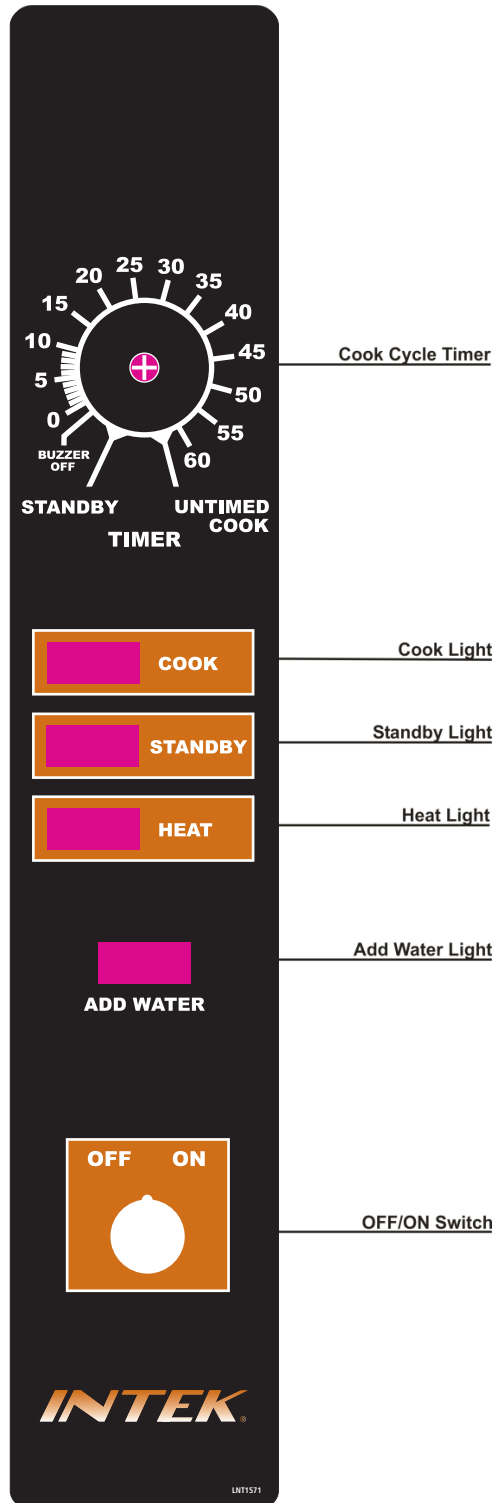 25 30
20 35
15 40
10 45
5 50
0 55
60
BUZZER
OFF
STANDBY
UNTIMED
COOK
TIMER
Cook Cycle Timer
COOK
Cook Light
STANDBY
Standby Light
HEAT
Heat Light
ADD WATER
Add Water Light
OFF ON
OFF/ON Switch
INTEK®
LNT1571